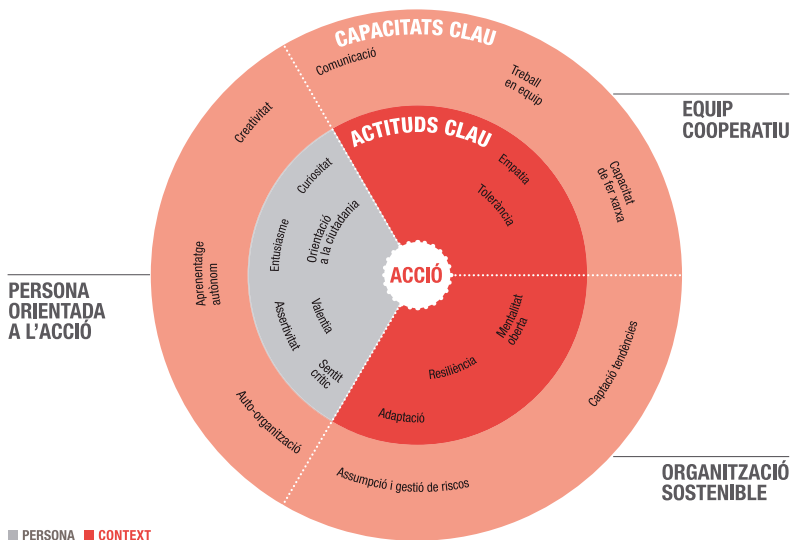 CAPACITATS CLAU
Comunicació
Treball
en equip
Capacitat
de fer xarxa
EQUIP
COOPERATIU
Creativitat
ACTITUDS CLAU
Empatia
Tolerància
Curiositat
Orientació
a la ciutadania
Entusiasme
ACCIÓ
Aprenentatge
autònom
PERSONA
ORIENTADA
A L'ACCIÓ
Valentia
Assertivitat
Sentit
crític
Mentalitat
oberta
Resiliència
Adaptació
Captació tendències
Auto-organització
Assumpció i gestió de riscos
ORGANITZACIÓ
SOSTENIBLE
PERSONA
CONTEXT